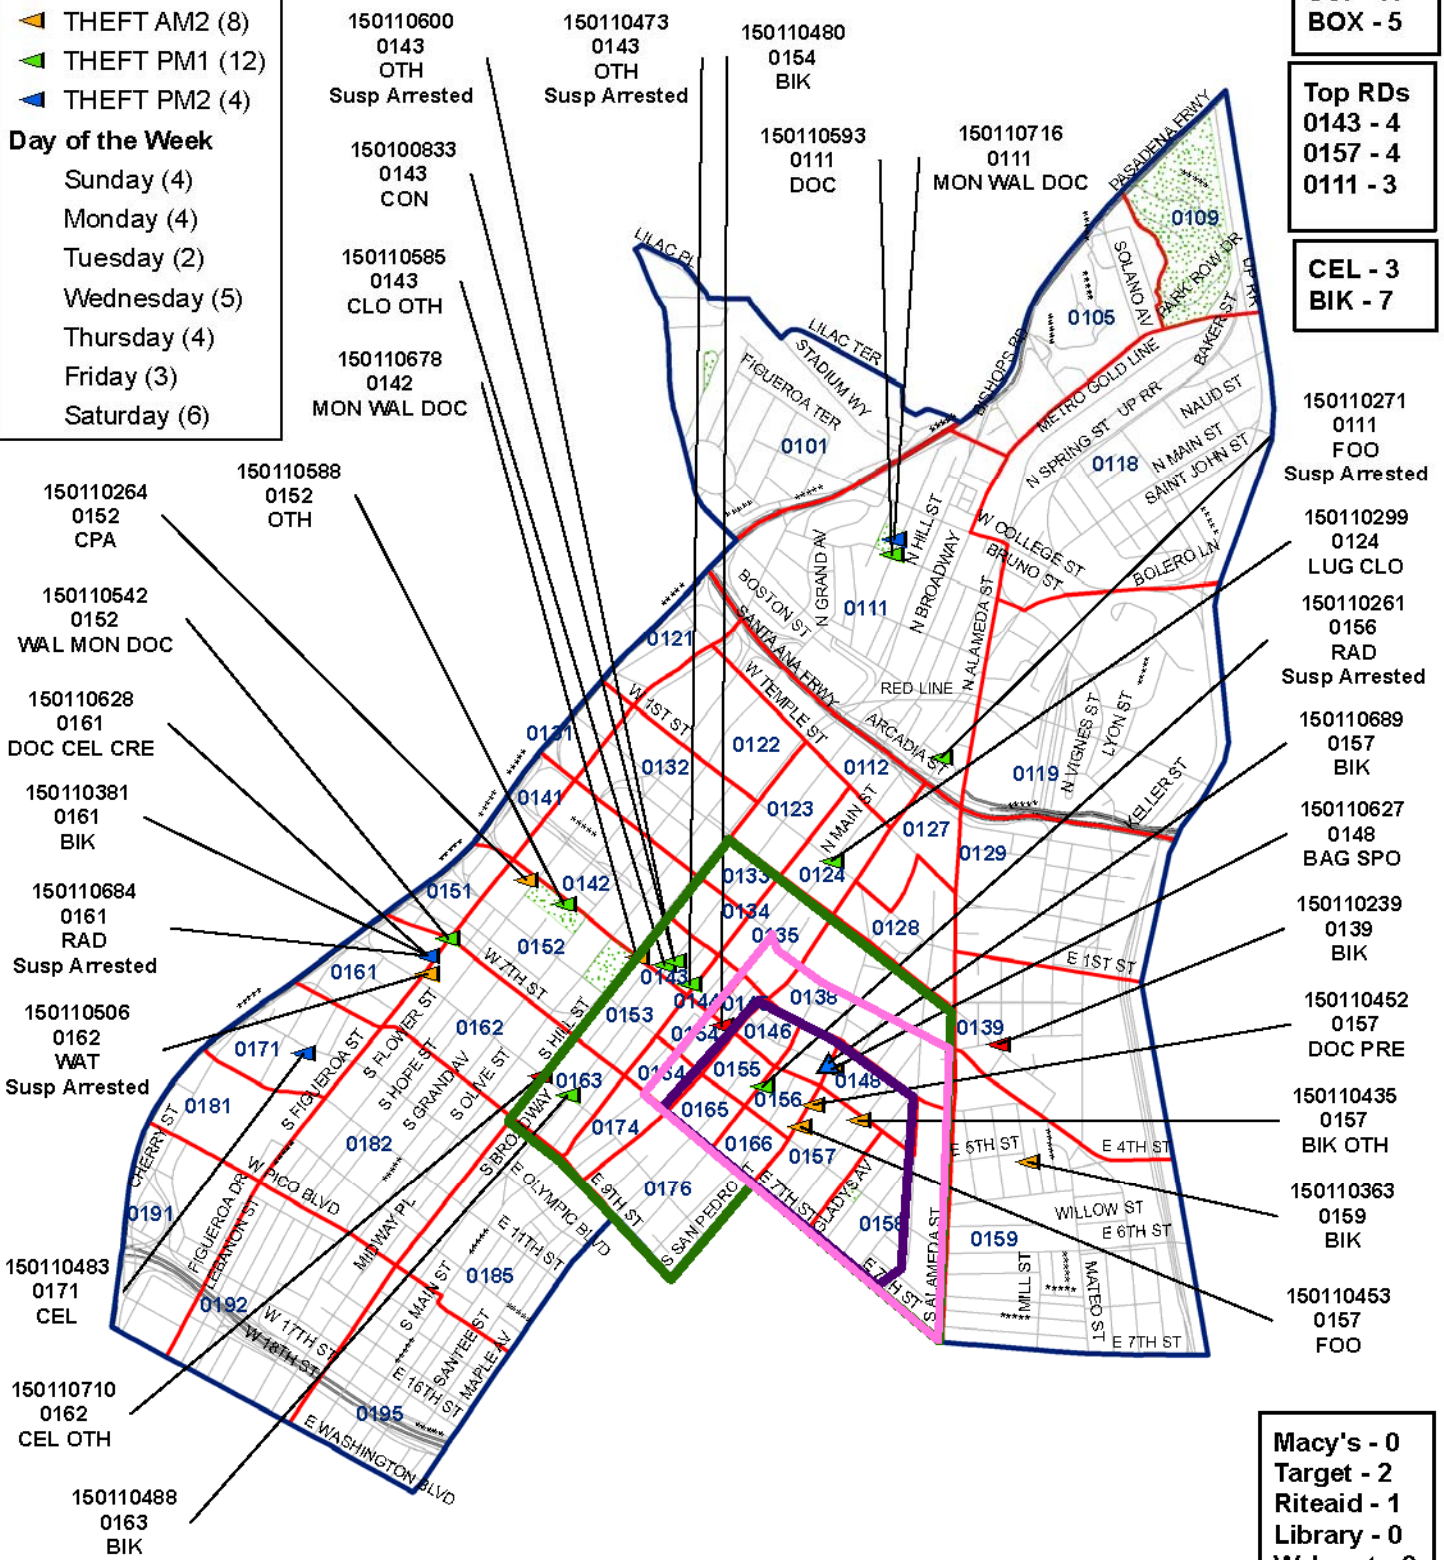 THEFT AM2 (8)
THEFT PM1 (12)
THEFT PM2 (4)
Day of the Week
Sunday (4)
Monday (4)
Tuesday (2)
Wednesday (5)
Thursday (4)
Friday (3)
Saturday (6)
150110600
0143
OTH
Susp Arrested
150110473
0143
OTH
Susp Arrested
150110480
0154
BIK
150100833
0143
CON
150110593
0111
DOC
150110716
0111
MON WAL DOC
150110585
0143
CLO OTH
150110678
0142
MON WAL DOC
BOX - 5
Top RDs
0143 - 4
0157 - 4
0111 - 3
CEL - 3
BIK - 7
150110264
0152
CPA
150110588
0152
OTH
150110542
0152
WAL MON DOC
150110628
0161
DOC CEL CRE
150110381
0161
BIK
150110684
0161
RAD
Susp Arrested
150110506
0162
WAT
Susp Arrested
150110483
0171
CEL
150110710
0162
CEL OTH
150110488
0163
BIK
150110271
0111
FOO
Susp Arrested
150110299
0124
LUG CLO
150110261
0156
RAD
Susp Arrested
150110689
0157
BIK
150110627
0148
BAG SPO
150110239
0139
BIK
150110452
0157
DOC PRE
150110435
0157
BIK OTH
150110363
0159
BIK
150110453
0157
FOO
Macy's - 0
Target - 2
Riteaid - 1
Library - 0
PASADENA FRWY
0109
SOLANO AV
PARK ROW DR
UP RR
0105
BAKER ST
LILAC PL
LILAC TER
STADIUM WY
FIGUEROA TER
BISHOPS RD
METRO GOLD LINE
UP RR
NAUD ST
0101
N SPRING ST
0118
N MAIN ST
SAINT JOHN ST
N HILL ST
W COLLEGE ST
BRUNO ST
BOLERO LN
N GRAND AV
N BROADWAY
BOSTON ST
0111
N ALAMEDA ST
0121
SANTA ANA FRWY
W TEMPLE ST
RED LINE
W 1ST ST
ARCADIA ST
N VIGNES ST
LYON ST
0131
0122
0132
0112
0119
KELLER ST
0141
0123
N MAIN ST
0127
0129
0133
0124
0151
0142
0134
0128
0135
0152
E 1ST ST
0161
W 7TH ST
0143
0144
0138
S FLOWER ST
0162
S HILL ST
0153
0154
0146
0139
0171
S FIGUEROA ST
S HOPE ST
S GRAND AV
S OLIVE ST
0163
0164
0155
0148
0156
0181
0182
S BROADWAY
0174
0165
0166
0157
E 5TH ST
E 4TH ST
CHERRY ST
W PICO BLVD
E OLYMPIC BLVD
E 9TH ST
0176
S SAN PEDRO
E 7TH ST
GLADYS AV
0158
WILLOW ST
E 6TH ST
0159
0191
FIGUEROA DR
LEBANON ST
MIDWAY PL
E 11TH ST
0185
E 7TH ST
S ALAMEDA ST
MILL ST
MATEO ST
E 7TH ST
0192
S MAIN ST
W 17TH ST
W 18TH ST
SANTEE ST
MAPLE AV
E 16TH ST
0195
E WASHINGTON BLVD